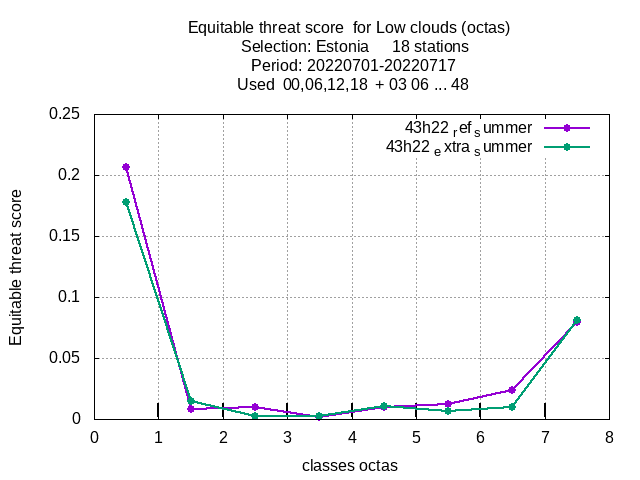 Equitable threat score  for Low clouds (octas)
Selection: Estonia     18 stations
Period: 20220701-20220717
Used  00,06,12,18  + 03 06 ... 48
43h22 ref summer
43h22 extra summer
0.25
0.2
0.15
0.1
0.05
0
Equitable threat score
0 1 2 3 4 5 6 7 8
classes octas